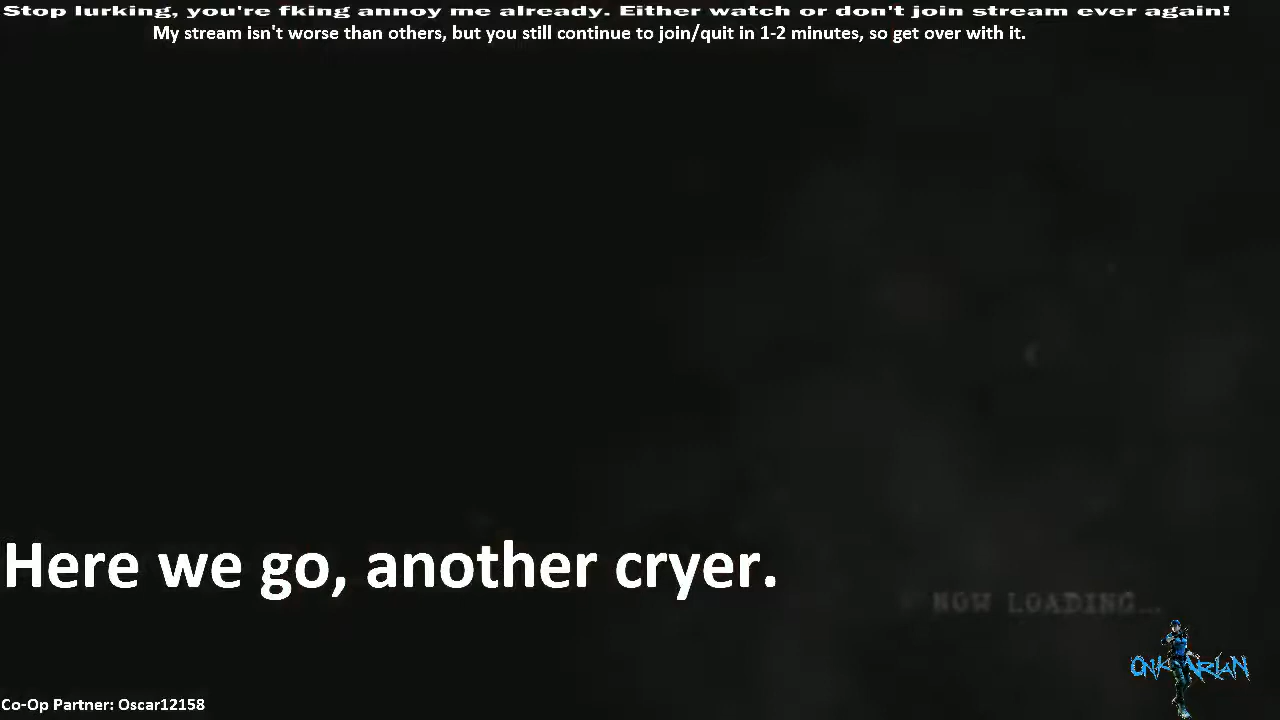 Stop lurking, you're fking annoy me already. Either watch or don't join stream ever again!
My stream isn't worse than others, but you still continue to join/quit in 1-2 minutes, so get over with it.
Here we go, another cryer.
NOW LOADING...
Co-Op Partner: Oscar12158